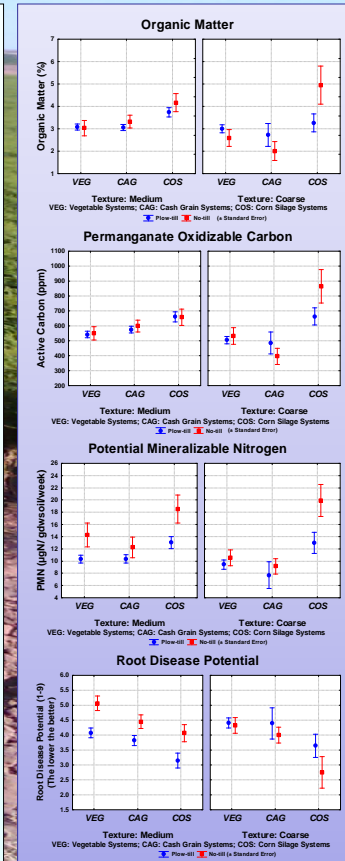 Organic Matter
Organic Matter (%)
7
6
5
4
3
2
1
VEG CAG COS VEG CAG COS
Texture: Medium Texture: Coarse
VEG: Vegetable Systems; CAG: Cash Grain Systems; COS: Corn Silage Systems
Plow-till No-till (± Standard Error)
Permanganate Oxidizable Carbon
Active Carbon (ppm)
1100
1000
900
800
700
600
500
400
300
200
VEG CAG COS VEG CAG COS
Texture: Medium Texture: Coarse
VEG: Vegetable Systems; CAG: Cash Grain Systems; COS: Corn Silage Systems
Plow-till No-till (± Standard Error)
Potential Mineralizable Nitrogen
PMN (µgN/ gdwsoil/week)
26
24
22
20
18
16
14
12
10
8
6
4
VEG CAG COS VEG CAG COS
Texture: Medium Texture: Coarse
VEG: Vegetable Systems; CAG: Cash Grain Systems; COS: Corn Silage Systems
Plow-till No-till (± Standard Error)
Root Disease Potential
Root Disease Potential (1-9)
(The lower the better)
6.0
5.5
5.0
4.5
4.0
3.5
3.0
2.5
2.0
1.5
VEG CAG COS VEG CAG COS
Texture: Medium Texture: Coarse
VEG: Vegetable Systems; CAG: Cash Grain Systems; COS: Corn Silage Systems
Plow-till No-till (± Standard Error)